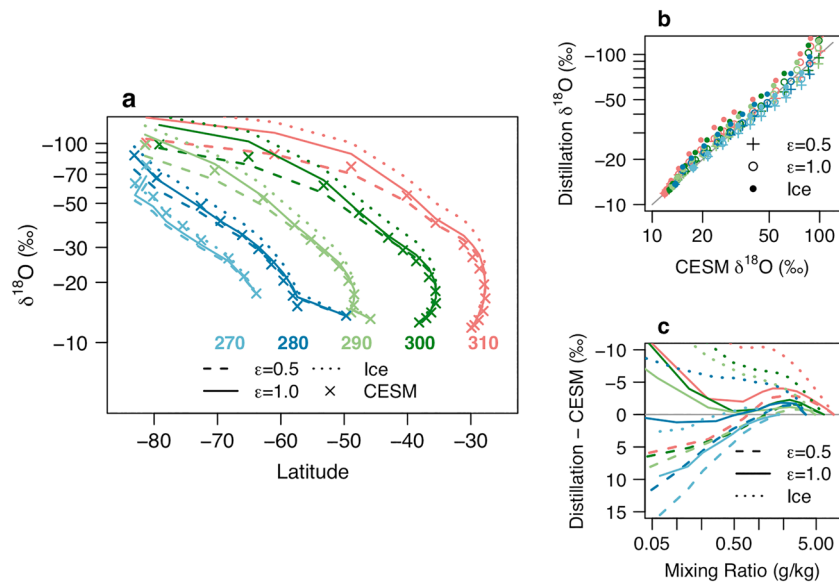 a
−100
−70
−50
−30
−20
−10
δ18O (‰)
270 280 290 300 310
ε=0.5 Ice
ε=1.0 CESM
−80 −70 −60 −50 −40 −30
Latitude
b
−100
−50
−20
−10
Distillation δ18O (‰)
ε=0.5
ε=1.0
Ice
10 20 50 100
CESM δ18O (‰)
c
−10
−5
0
5
10
15
Distillation − CESM (‰)
ε=0.5
ε=1.0
Ice
0.05 0.50 5.00
Mixing Ratio (g/kg)